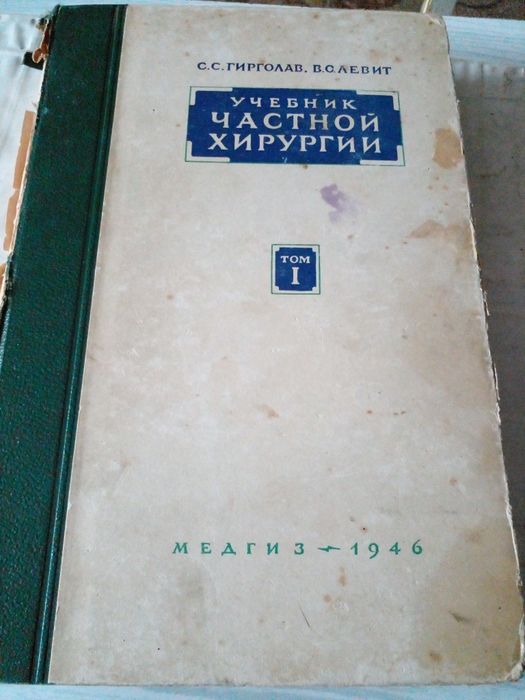 С. С. ГИРГОЛАВ, В. О. ЛЕВИТ
УЧЕБНИК
ЧАСТНОЙ
ХИРУРГИИ
ТОМ
I
МЕДГИЗ — 1946